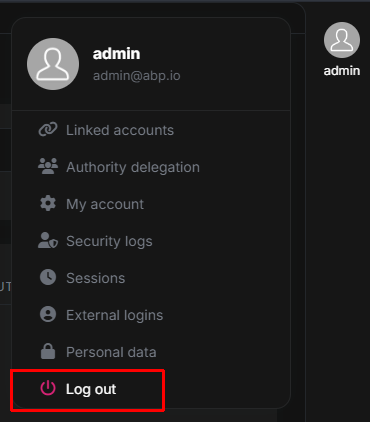 admin
admin@abp.io
admin
Linked accounts
Authority delegation
My account
Security logs
Sessions
UT
External logins
Personal data
Log out